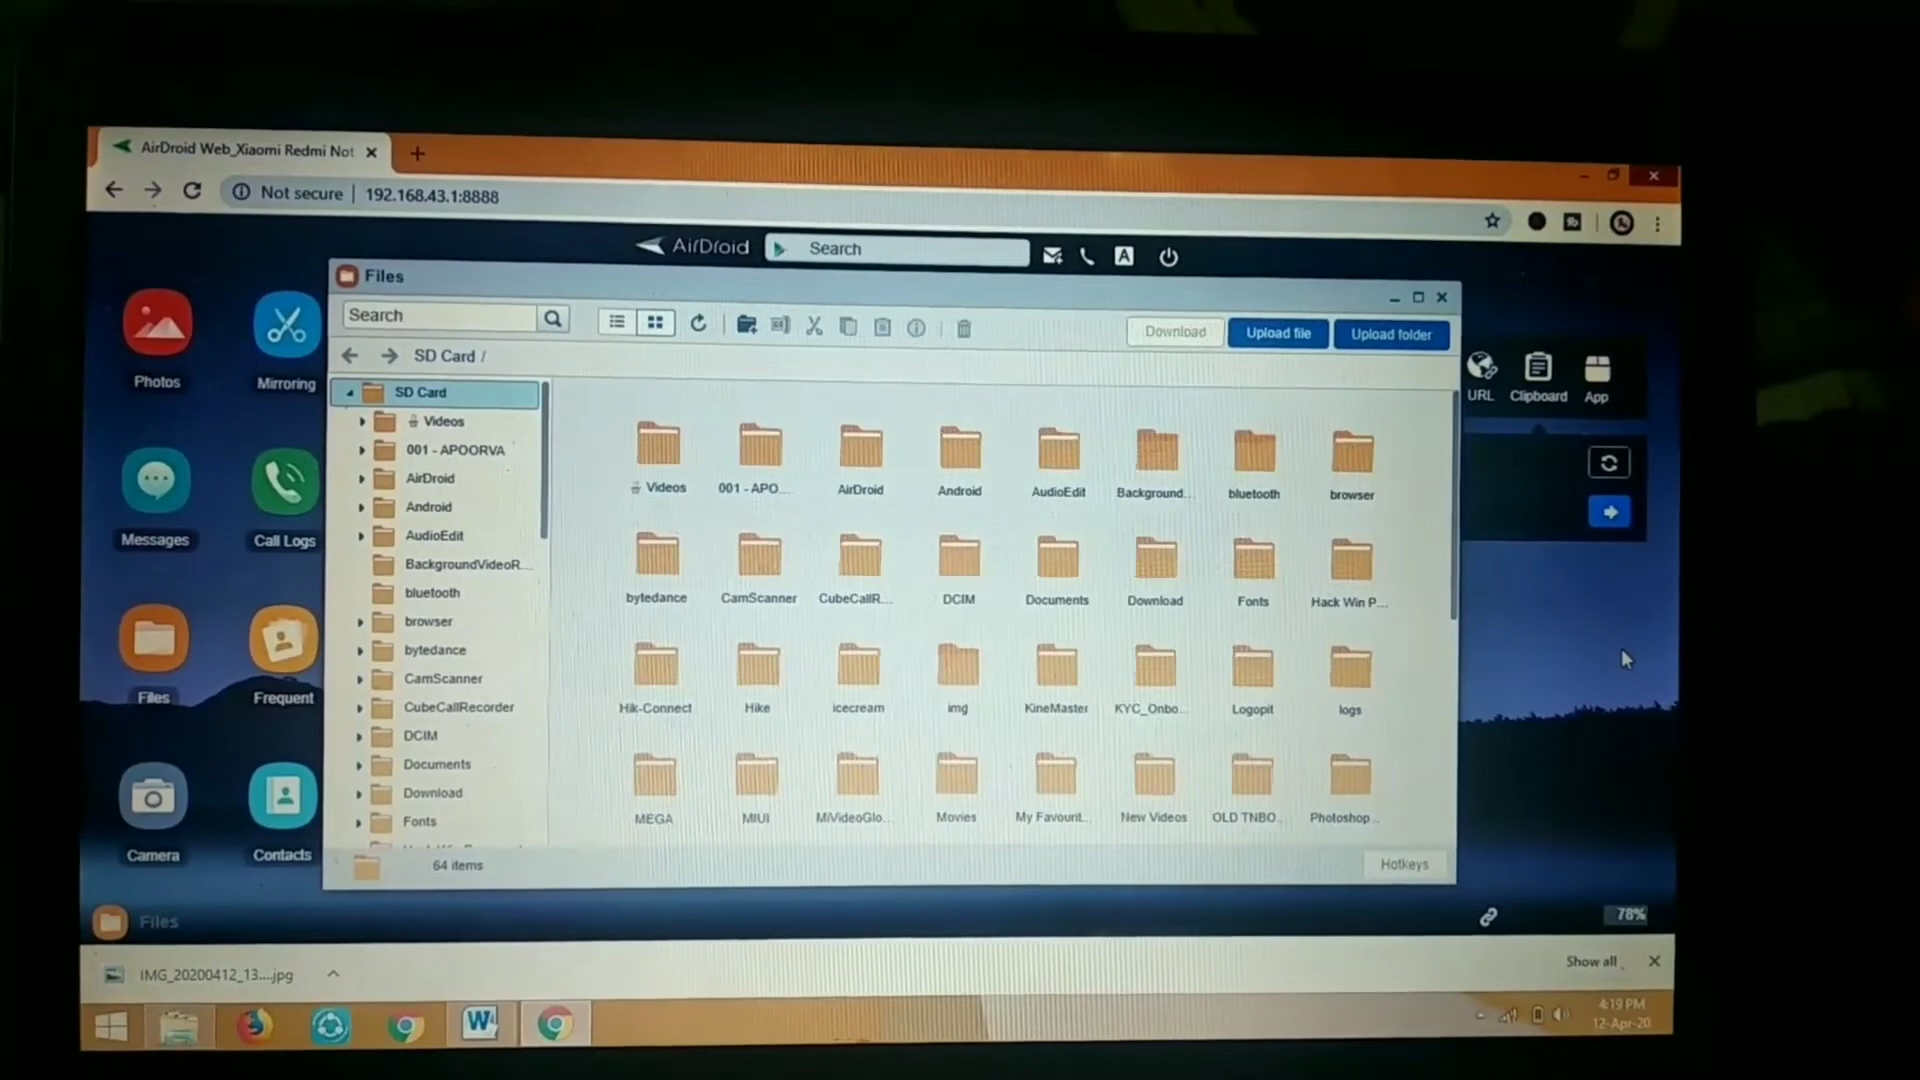 AirDroid Web_Xiaomi Redmi Not
Not secure | 192.168.43.1:8888
AirDroid Search
Files
Search
Download Upload file Upload folder
SD Card /
Photos Mirroring
Messages Call Logs
Files Frequent
Camera Contacts
SD Card
Videos
001 - APOORVA
AirDroid
Android
AudioEdit
BackgroundVideoR...
bluetooth
browser
bytedance
CamScanner
CubeCallRecorder
DCIM
Documents
Download
Fonts
Videos 001 - APO... AirDroid Android AudioEdit Background... bluetooth browser
bytedance CamScanner CubeCallR... DCIM Documents Download Fonts Hack Win P...
Hik-Connect Hike icecream img KineMaster KYC_Onbo... Logopit logs
MEGA MIUI MiVideoGlo... Movies My Favourit... New Videos OLD TNBO... Photoshop ...
64 items Hotkeys
URL Clipboard App
Files 78%
IMG_20200412_13....jpg Show all
4:19 PM
12-Apr-20